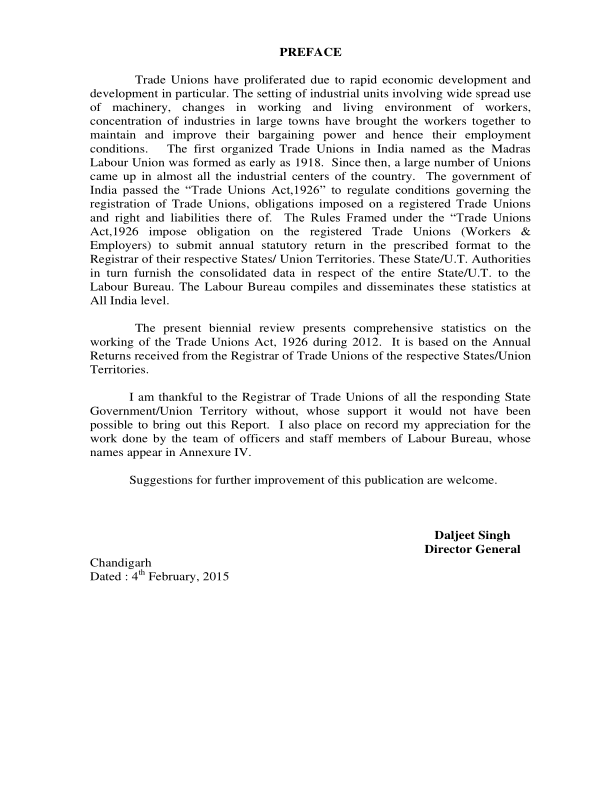 PREFACE
Trade Unions have proliferated due to rapid economic development and
development in particular. The setting of industrial units involving wide spread use
of machinery, changes in working and living environment of workers,
concentration of industries in large towns have brought the workers together to
maintain and improve their bargaining power and hence their employment
conditions. The first organized Trade Unions in India named as the Madras
Labour Union was formed as early as 1918. Since then, a large number of Unions
came up in almost all the industrial centers of the country. The government of
India passed the “Trade Unions Act,1926” to regulate conditions governing the
registration of Trade Unions, obligations imposed on a registered Trade Unions
and right and liabilities there of. The Rules Framed under the “Trade Unions
Act,1926 impose obligation on the registered Trade Unions (Workers &
Employers) to submit annual statutory return in the prescribed format to the
Registrar of their respective States/ Union Territories. These State/U.T. Authorities
in turn furnish the consolidated data in respect of the entire State/U.T. to the
Labour Bureau. The Labour Bureau compiles and disseminates these statistics at
All India level.
The present biennial review presents comprehensive statistics on the
working of the Trade Unions Act, 1926 during 2012. It is based on the Annual
Returns received from the Registrar of Trade Unions of the respective States/Union
Territories.
I am thankful to the Registrar of Trade Unions of all the responding State
Government/Union Territory without, whose support it would not have been
possible to bring out this Report. I also place on record my appreciation for the
work done by the team of officers and staff members of Labour Bureau, whose
names appear in Annexure IV.
Suggestions for further improvement of this publication are welcome.
Daljeet Singh
Director General
Chandigarh
Dated : 4th February, 2015